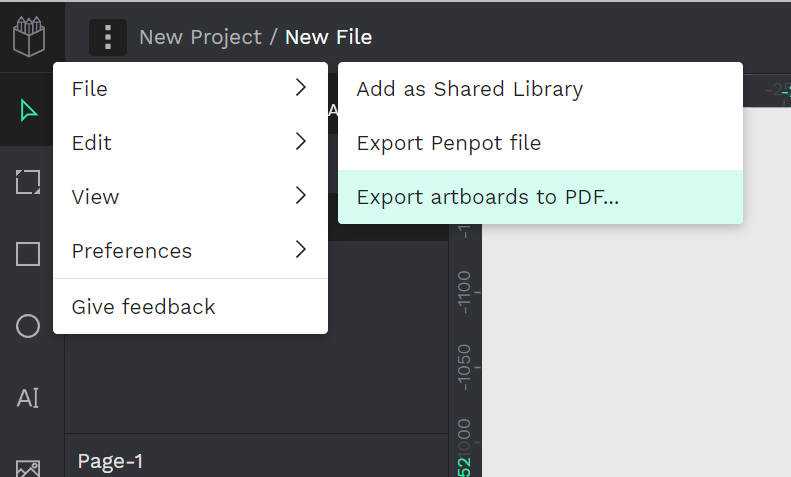 New Project / New File
File
Add as Shared Library
Edit
Export Penpot file
View
Export artboards to PDF...
Preferences
Give feedback
-1100
-1050
Page-1